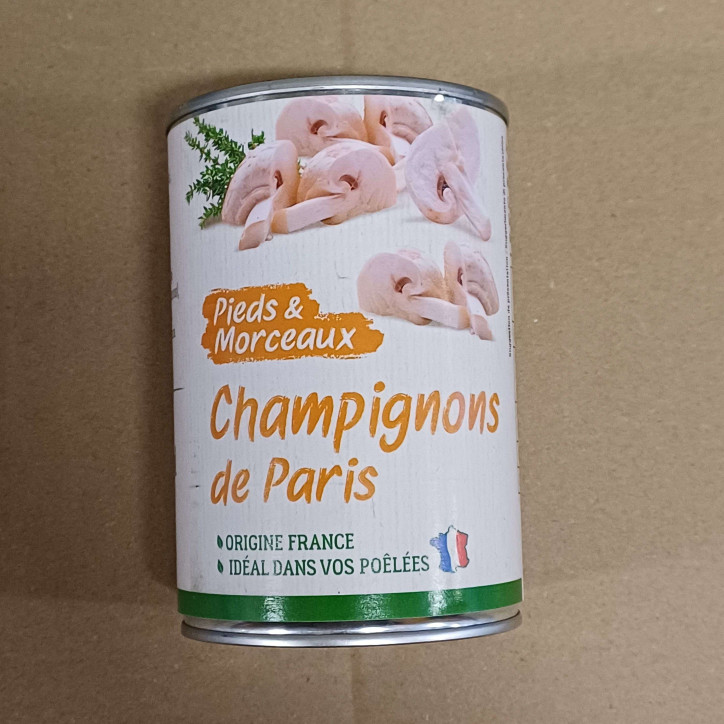 Pieds &
Morceaux
Champignons
de Paris
ORIGINE FRANCE
IDÉAL DANS VOS POÊLÉES